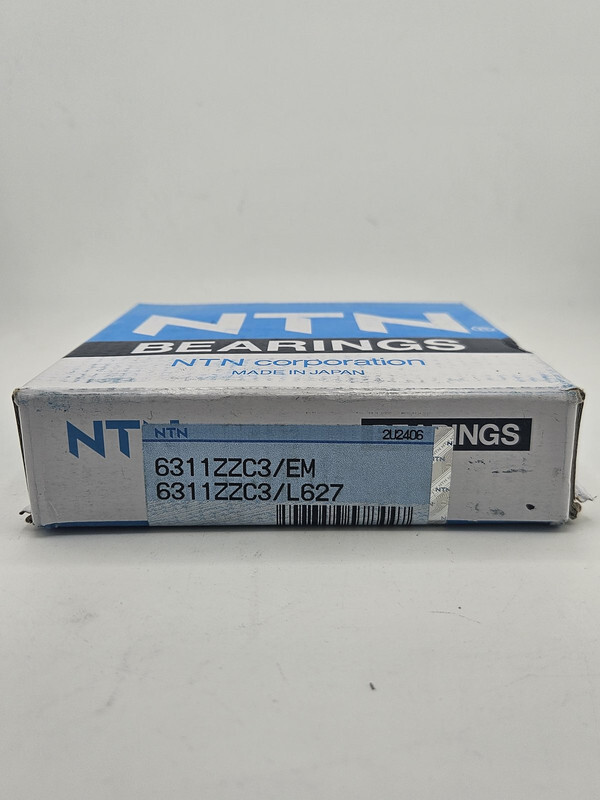 NTN®
BEARINGS
NTN corporation
MADE IN JAPAN
NTN 2U2406
6311ZZC3/EM
6311ZZC3/L627